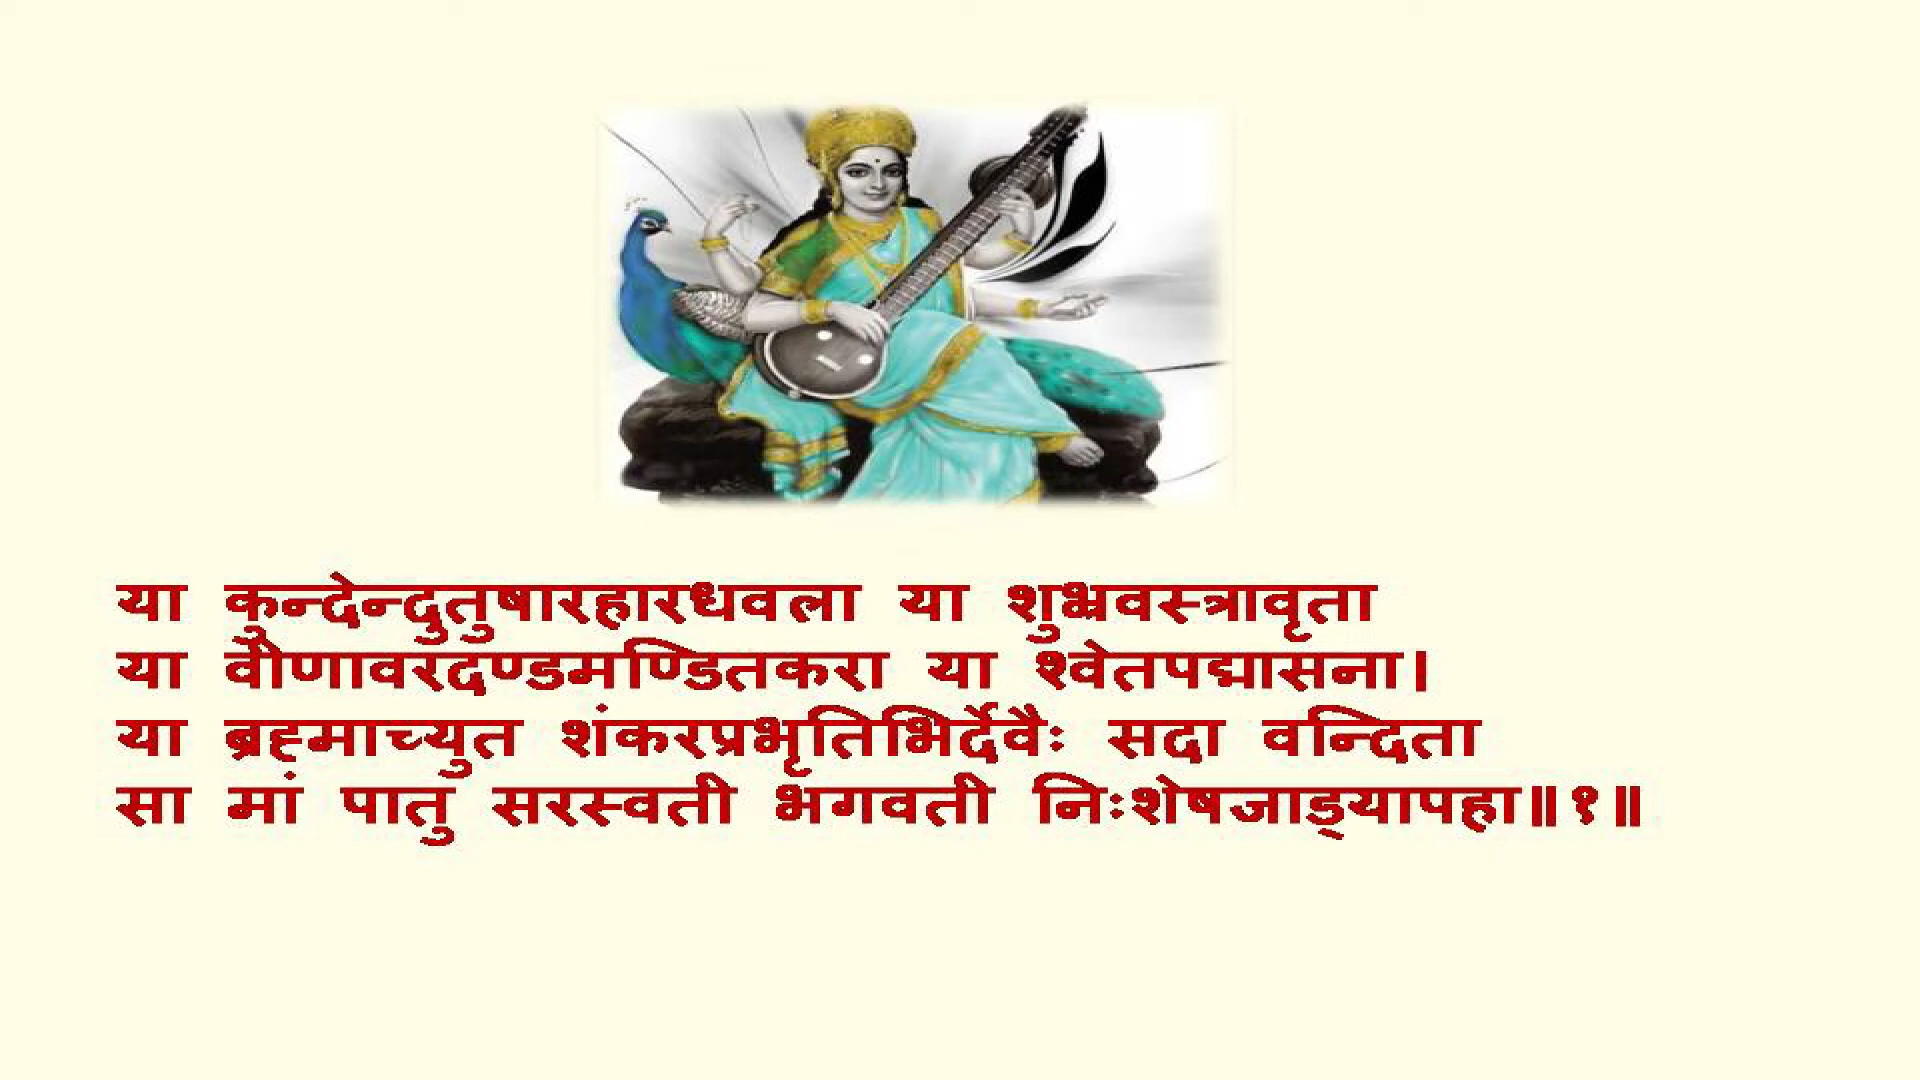 या कुन्देन्दुतुषारहारधवला या शुभ्रवस्त्रावृता
या वीणावरदण्डमण्डितकरा या श्वेतपद्मासना।
या ब्रह्माच्युत शंकरप्रभृतिभिर्देवैः सदा वन्दिता
सा मां पातु सरस्वती भगवती निःशेषजाड्यापहा॥१॥